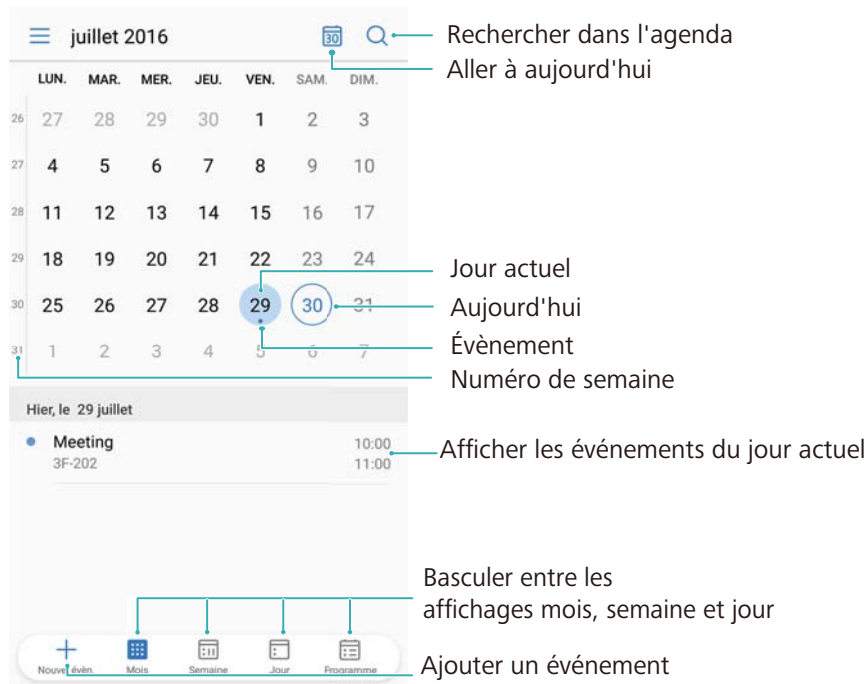 juillet 2016
30
Rechercher dans l'agenda
Aller à aujourd'hui
LUN. MAR. MER. JEU. VEN. SAM. DIM.
26 27 28 29 30 1 2 3
27 4 5 6 7 8 9 10
28 11 12 13 14 15 16 17
29 18 19 20 21 22 23 24
Jour actuel
30 25 26 27 28 29 30 31
Aujourd'hui
Évènement
31 1 2 3 4 5 6 7
Numéro de semaine
Hier, le 29 juillet
Meeting 10:00
3F-202 11:00
Afficher les événements du jour actuel
Basculer entre les
affichages mois, semaine et jour
Nouvel évèn. Mois Semaine Jour Programme
Ajouter un événement